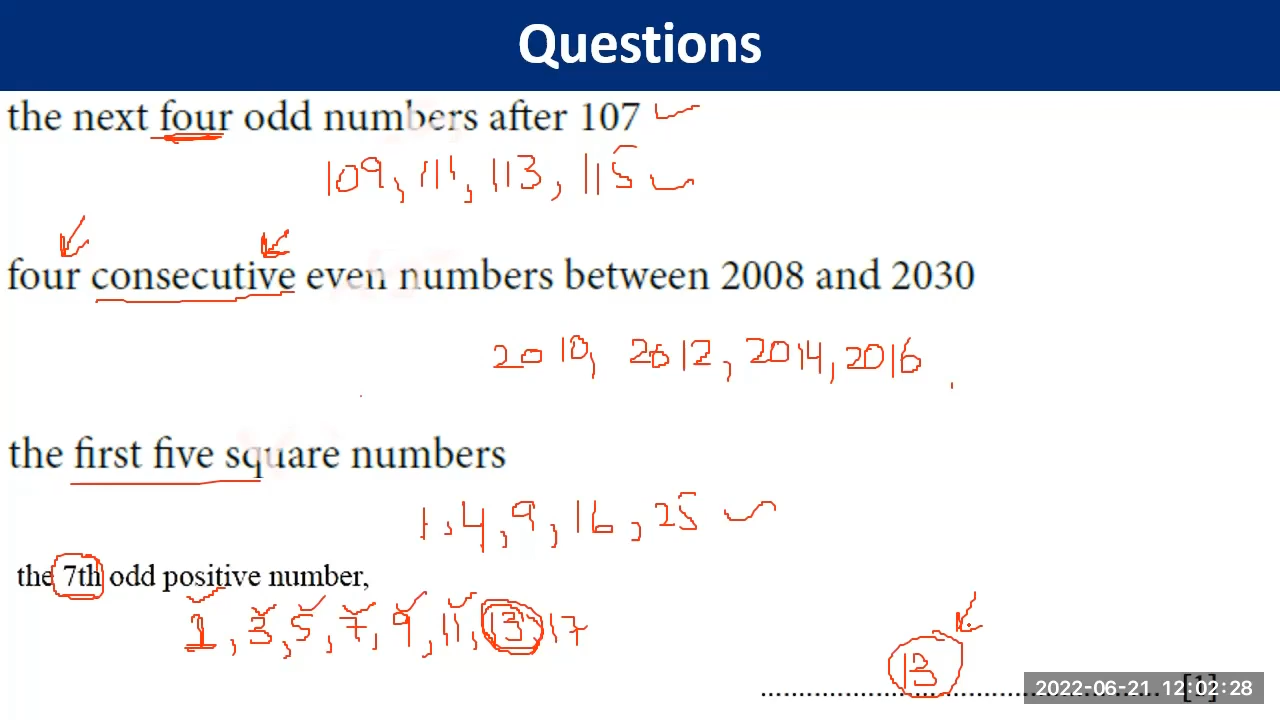 Questions
the next four odd numbers after 107
109, 111, 113, 115
four consecutive even numbers between 2008 and 2030
2010, 2012, 2014, 2016
the first five square numbers
1, 4, 9, 16, 25
the 7th odd positive number,
1, 3, 5, 7, 9, 11, 13, 17
13
2022-06-21 12:02:28 [1]